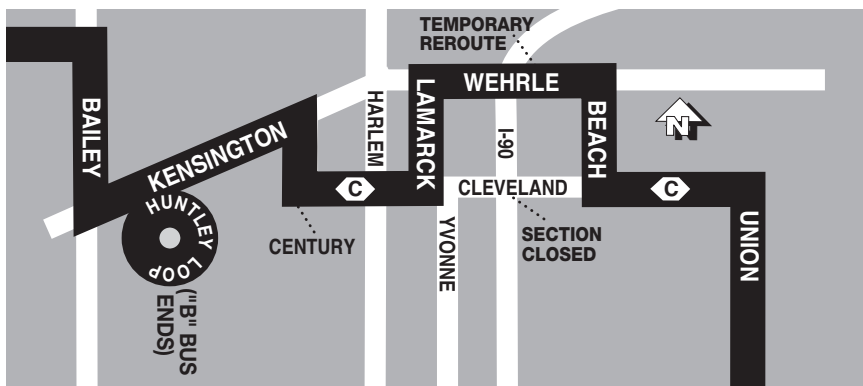 TEMPORARY
REROUTE
WEHRLE
BAILEY
KENSINGTON
HARLEM
LAMARCK
I-90
BEACH
N
C
CLEVELAND
C
HUNTLEY LOOP
CENTURY
YVONNE
SECTION
CLOSED
UNION
("B" BUS
ENDS)